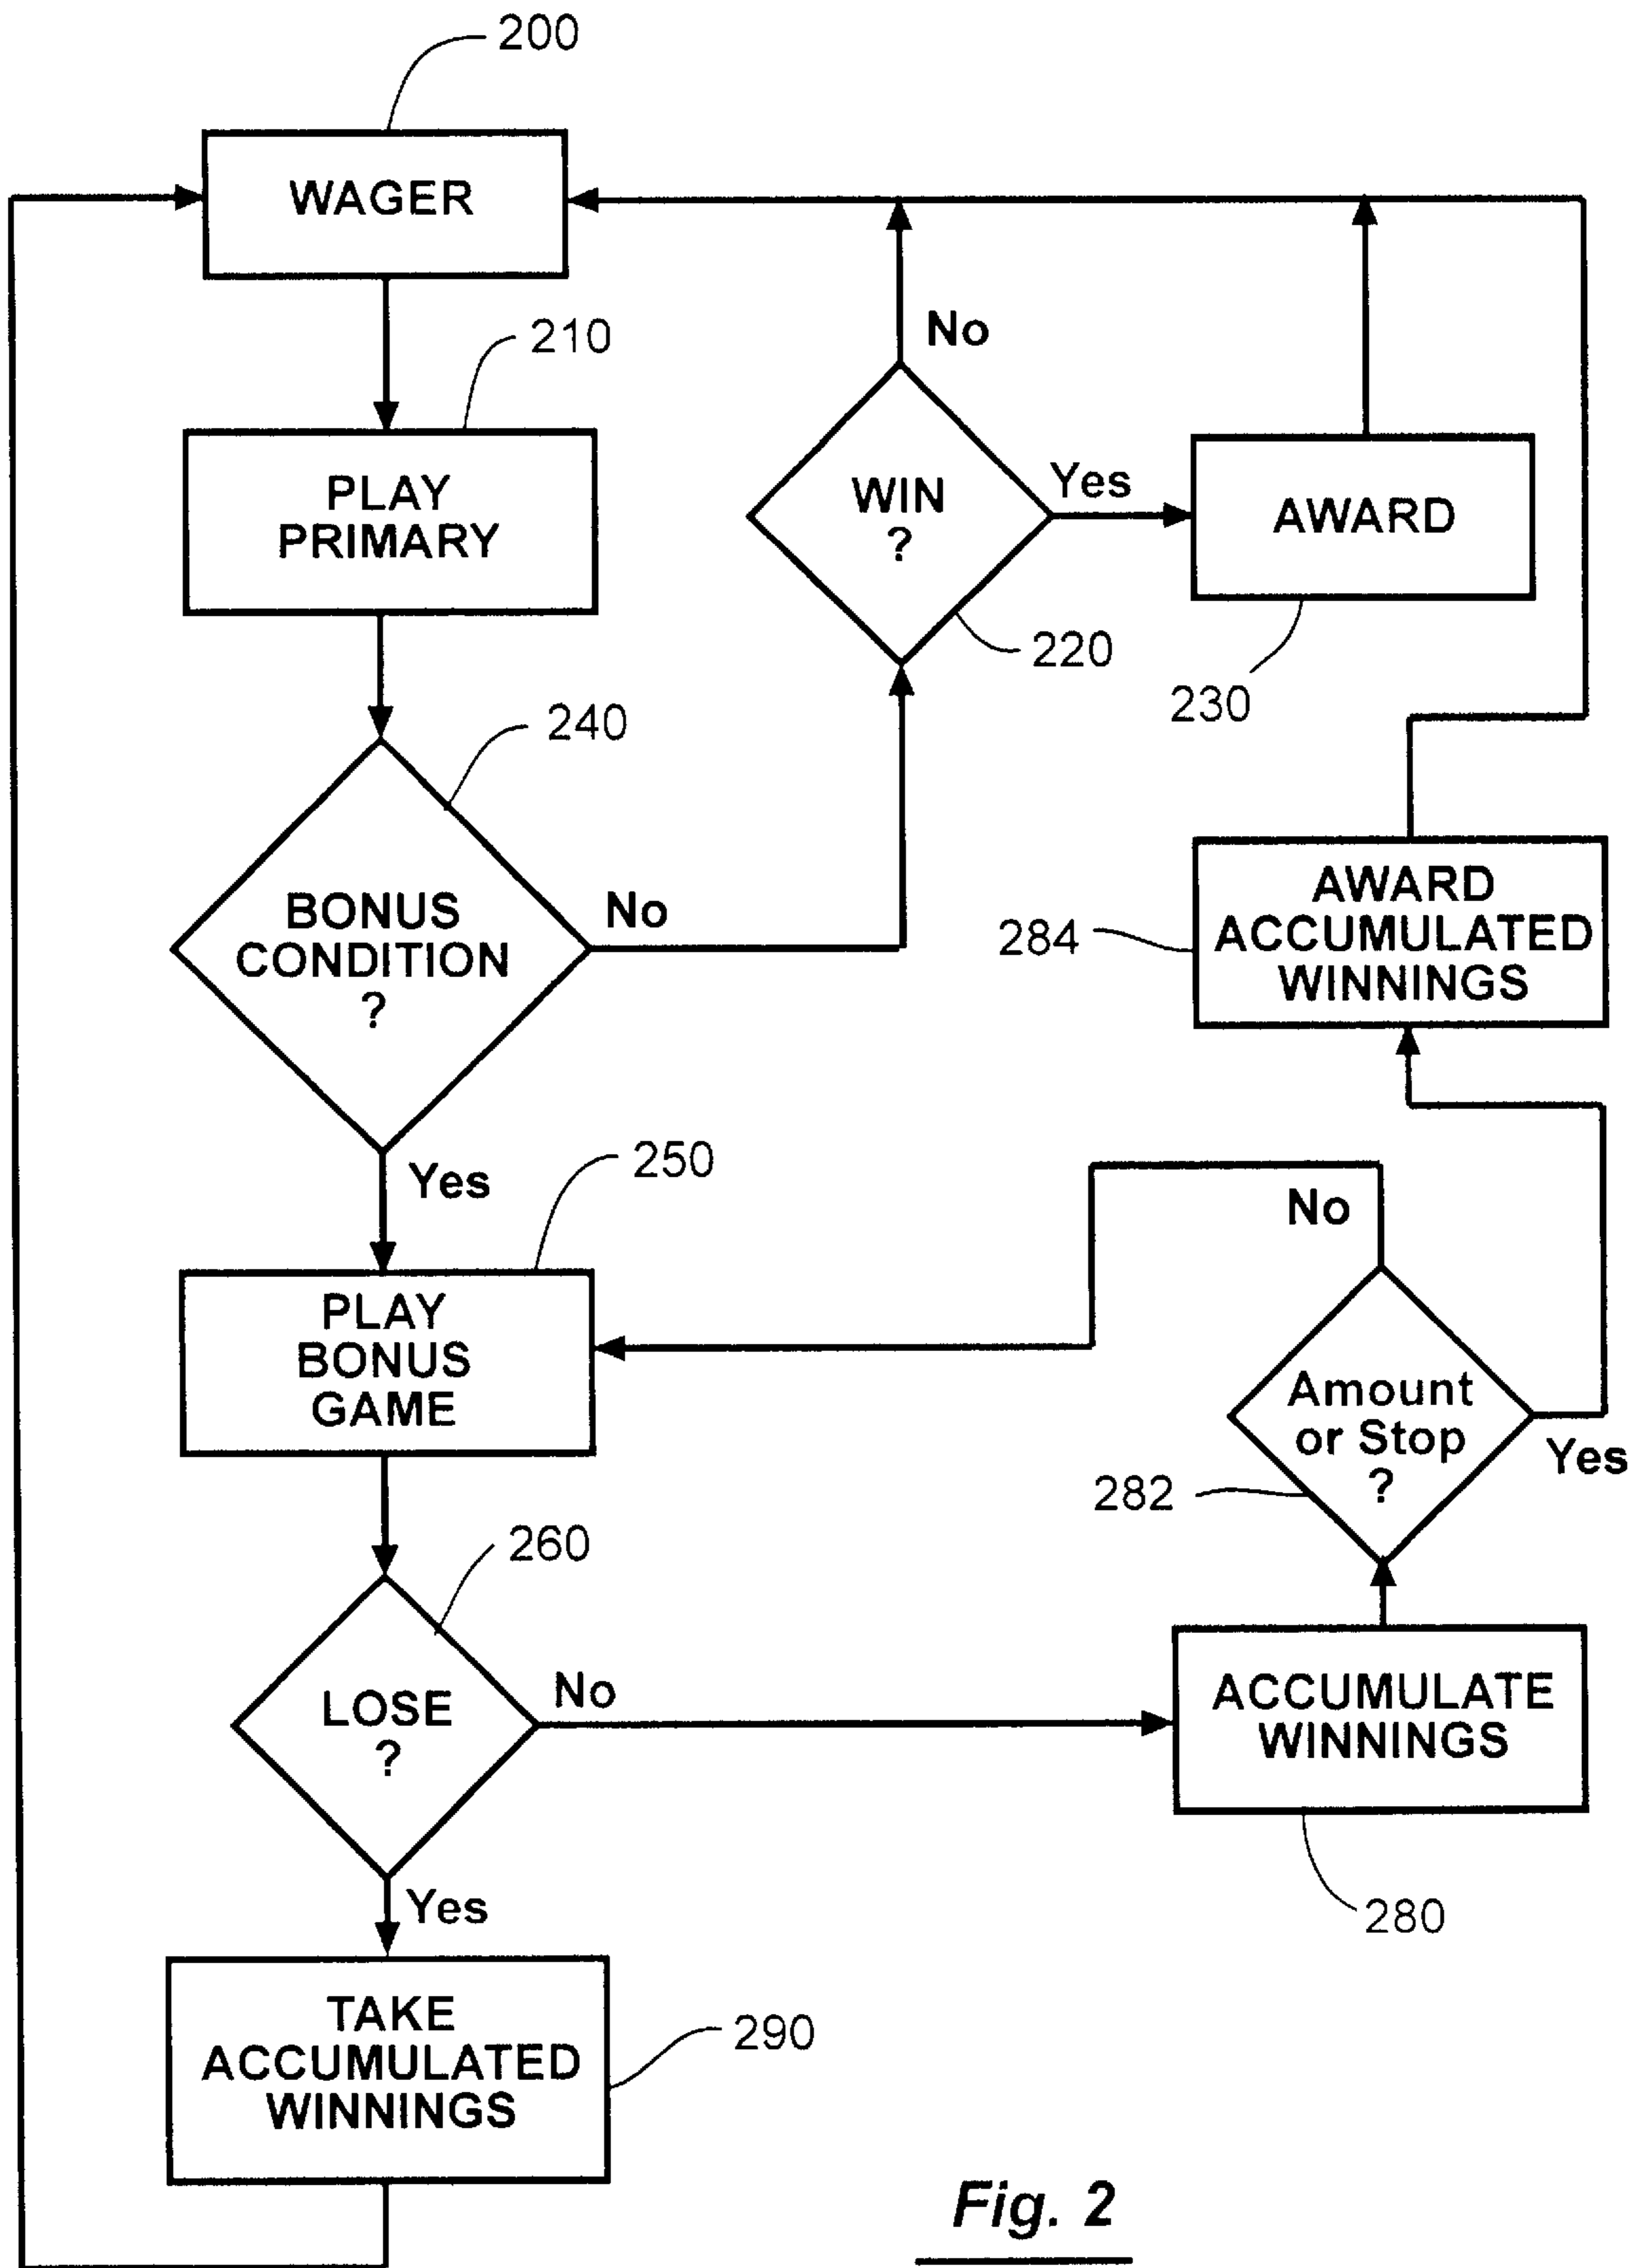 200
WAGER
210
PLAY
PRIMARY
No
WIN
?
Yes
AWARD
220
230
240
BONUS
CONDITION
?
No
284
AWARD
ACCUMULATED
WINNINGS
Yes
250
No
PLAY
BONUS
GAME
Amount
or Stop
?
Yes
282
260
LOSE
?
No
ACCUMULATE
WINNINGS
280
Yes
TAKE
ACCUMULATED
WINNINGS
290
Fig. 2